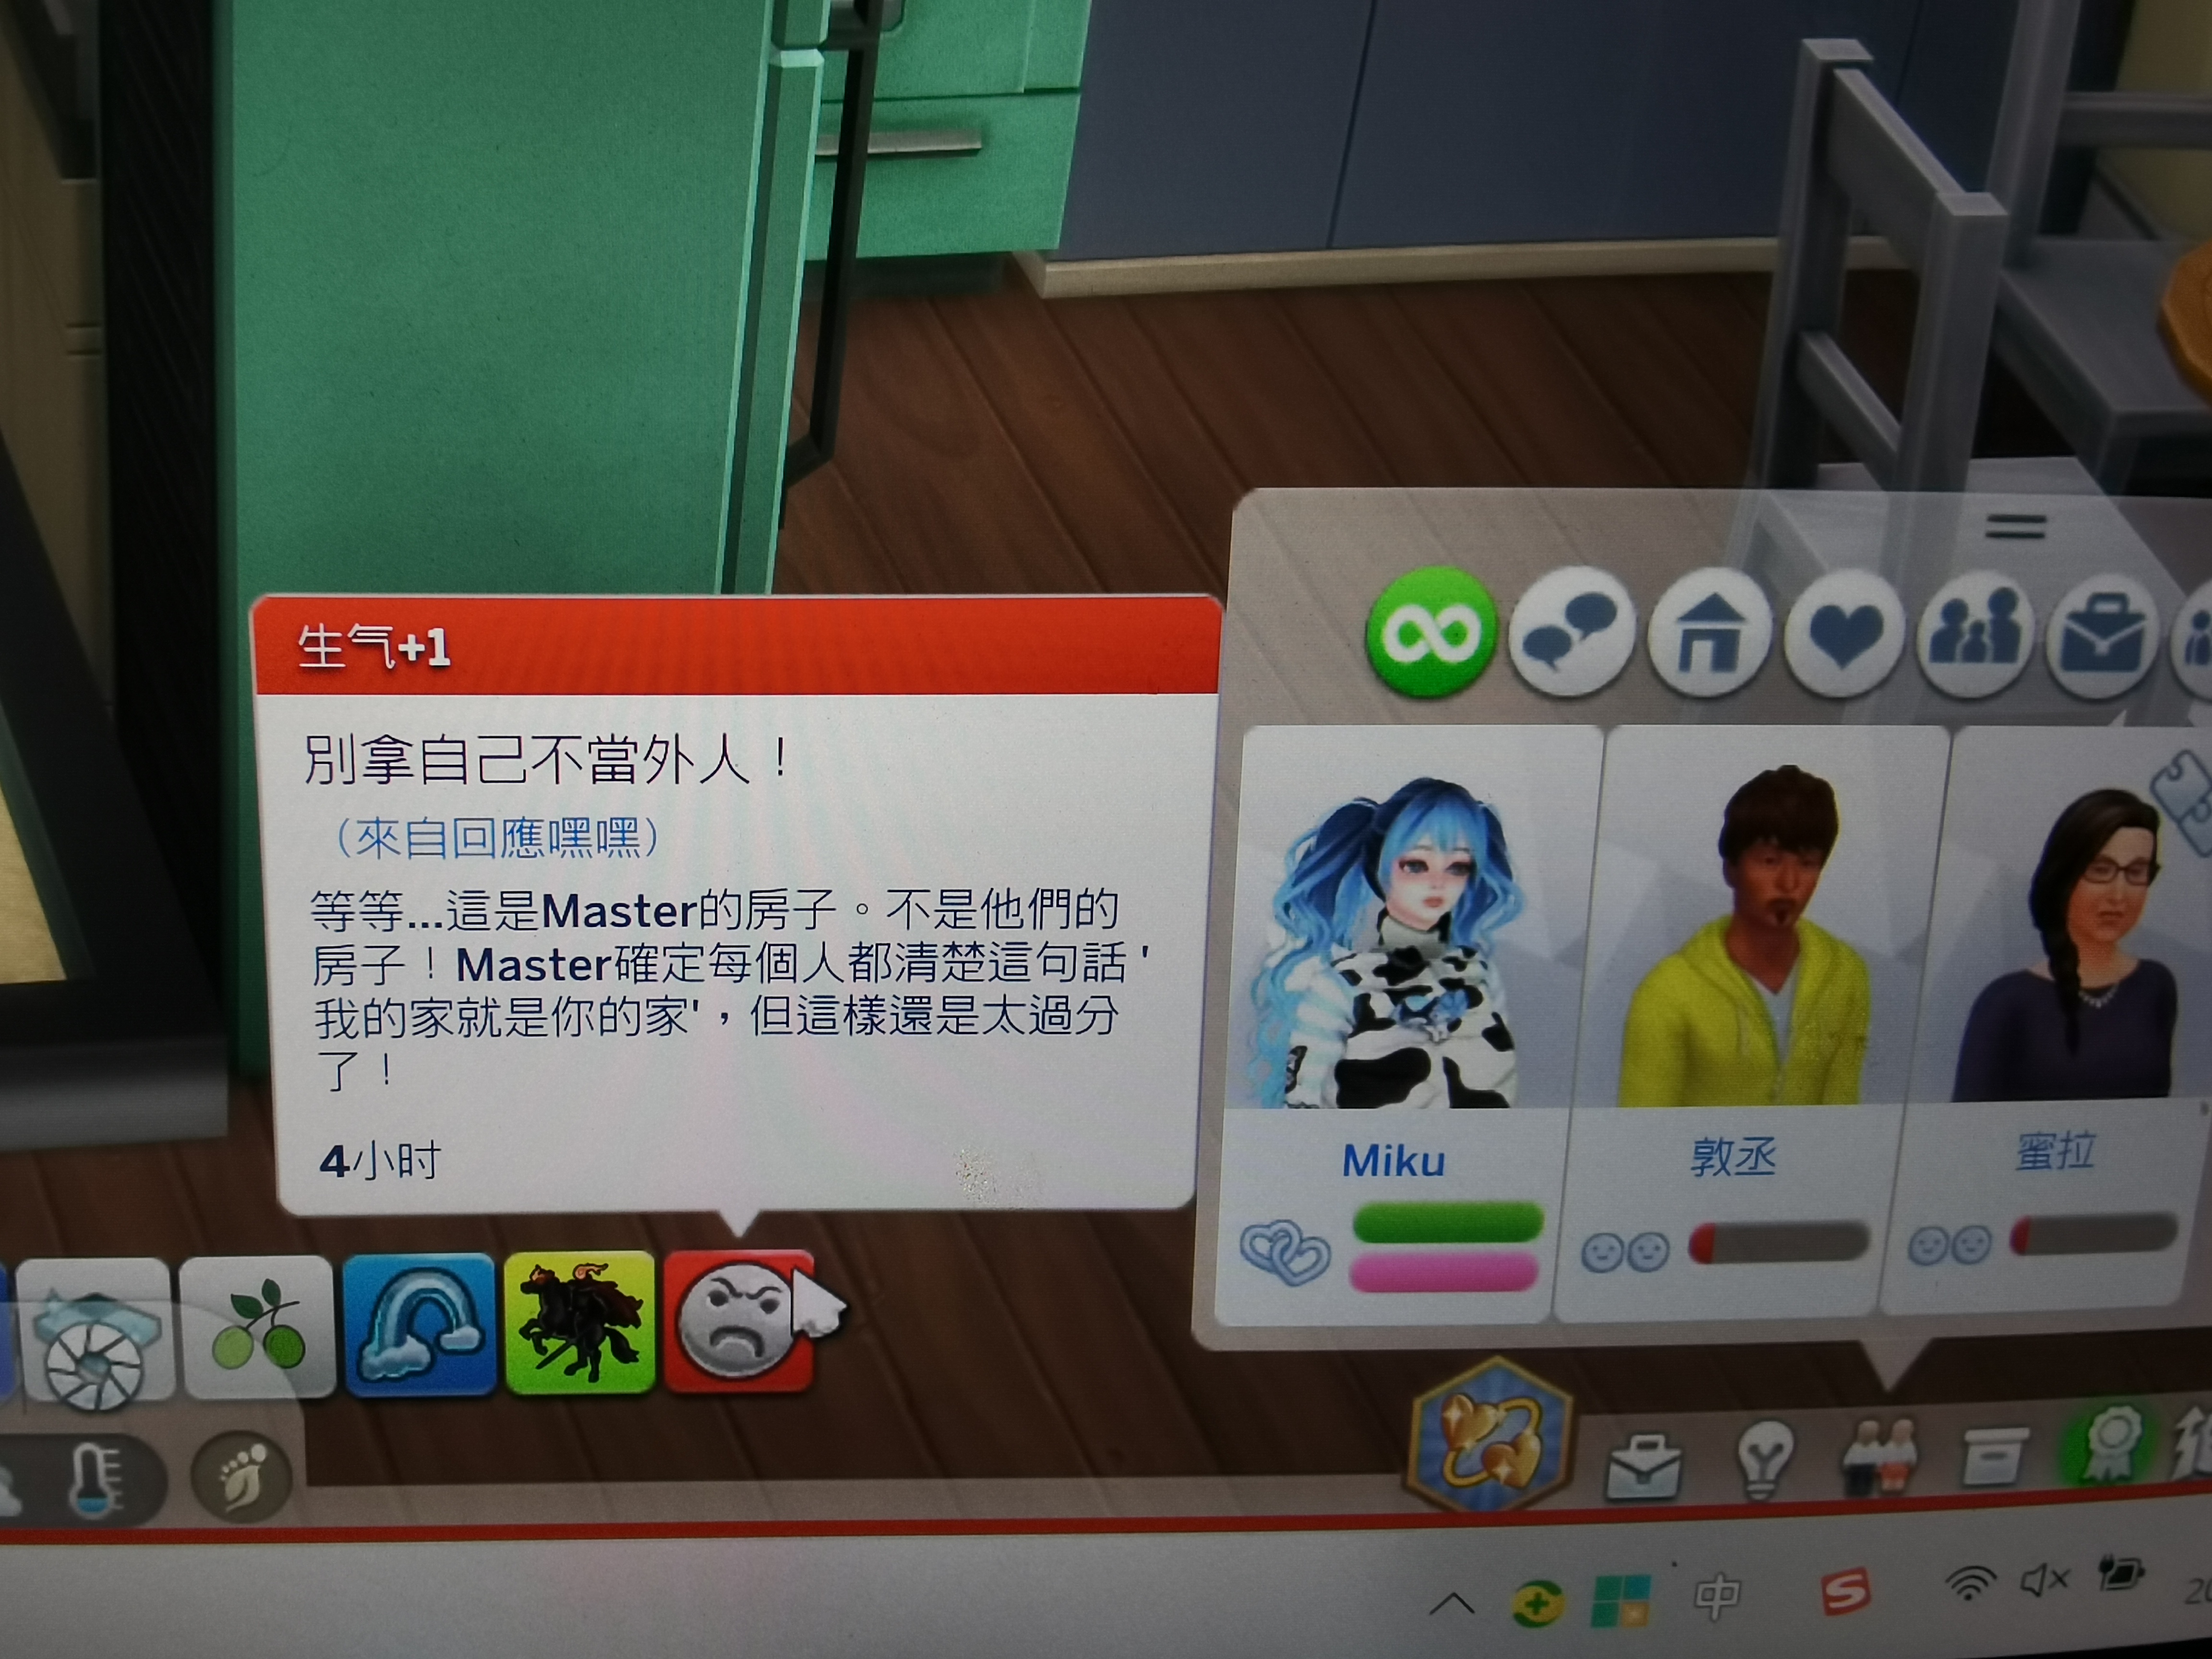 生气+1
別拿自己不當外人！
（來自回應嘿嘿）
等等...這是Master的房子。不是他們的
房子！Master確定每個人都清楚這句話 '
我的家就是你的家'，但這樣還是太過分
了！
4小时
Miku
敦丞
蜜拉
中
S
20